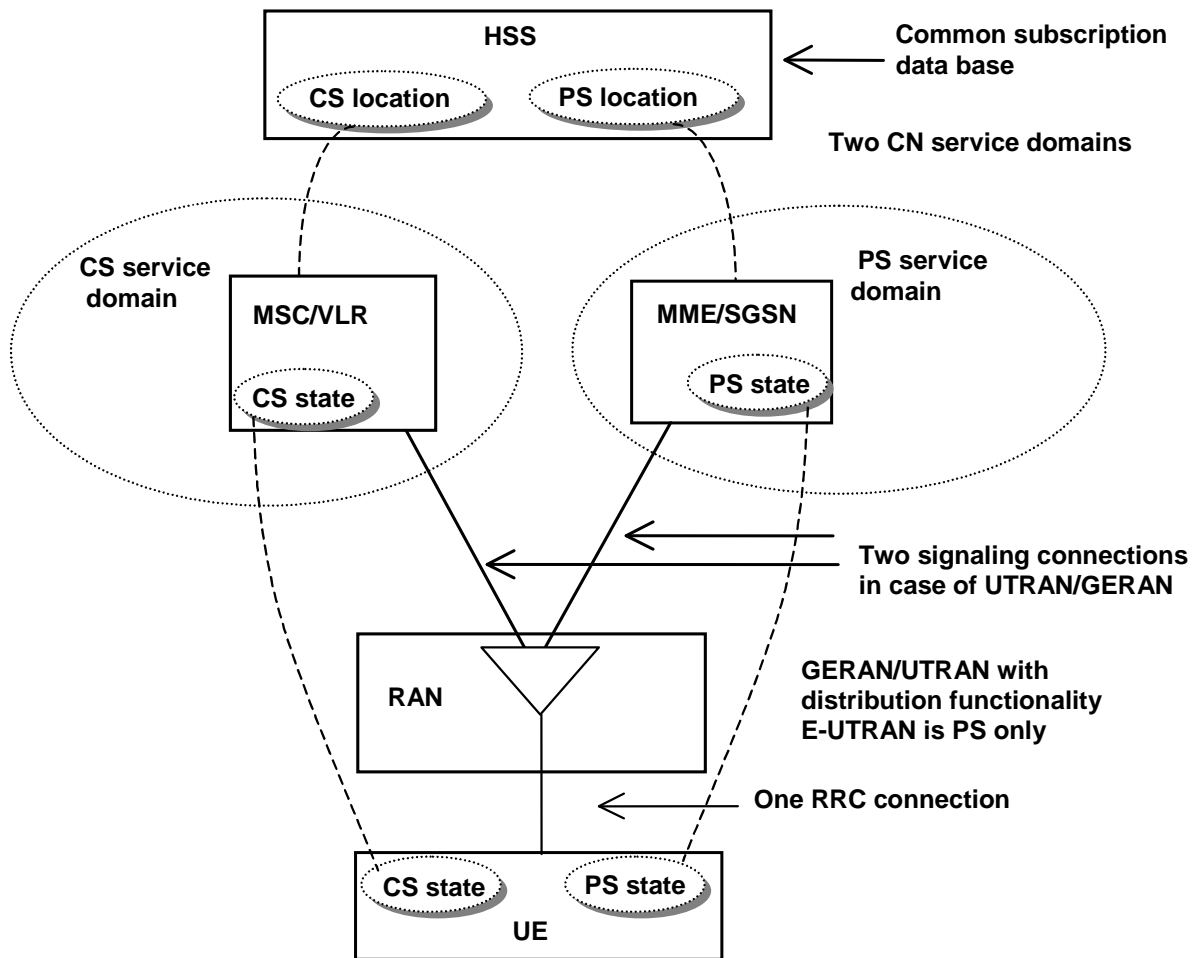 HSS
Common subscription
data base
CS location
PS location
Two CN service domains
CS service
domain
PS service
domain
MSC/VLR
MME/SGSN
CS state
PS state
Two signaling connections
in case of UTRAN/GERAN
RAN
GERAN/UTRAN with
distribution functionality
E-UTRAN is PS only
One RRC connection
CS state
PS state
UE